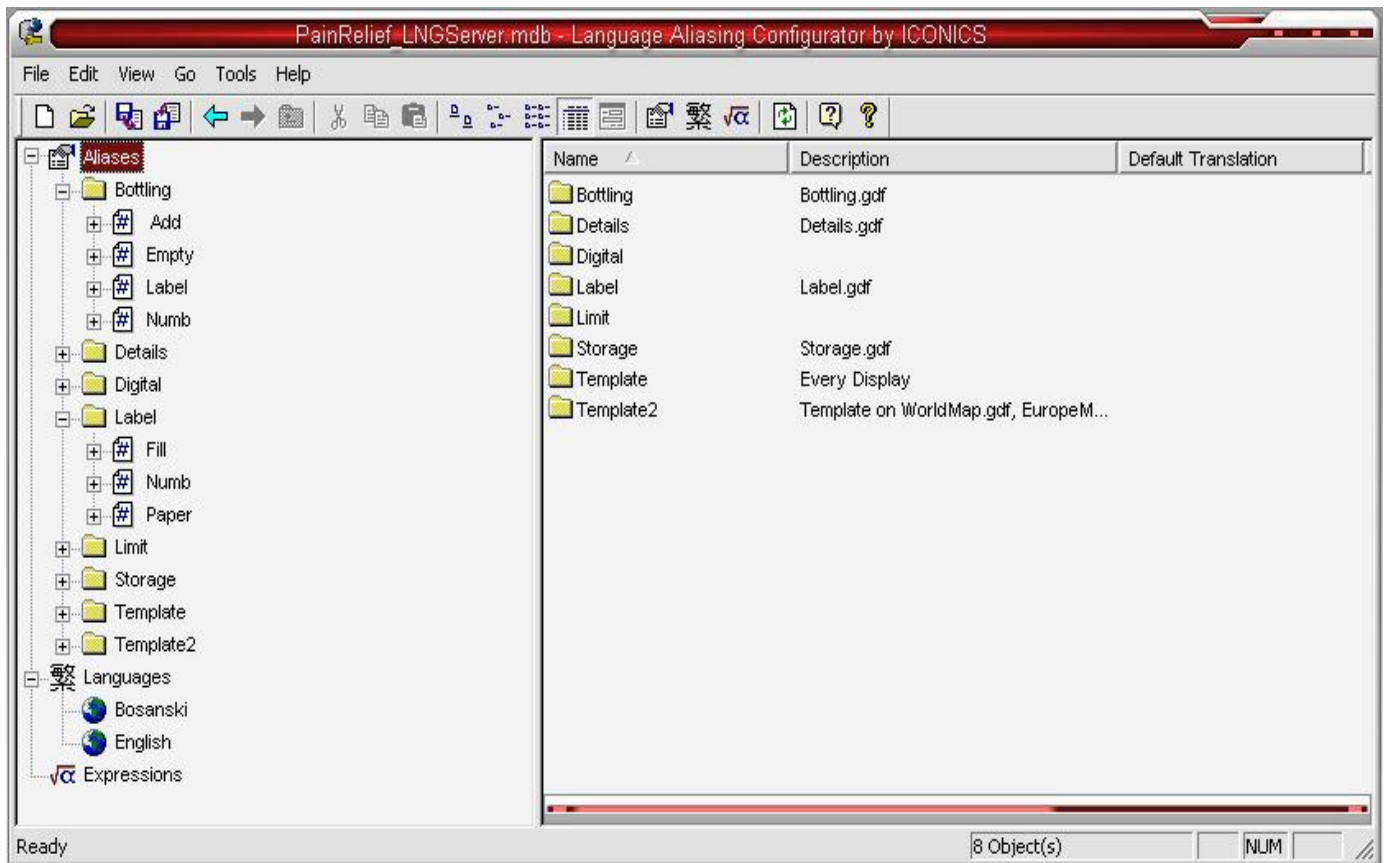 PainRelief_LNGServer.mdb - Language Aliasing Configurator by ICONICS
File Edit View Go Tools Help
Aliases
Bottling
Add
Empty
Label
Numb
Details
Digital
Label
Fill
Numb
Paper
Limit
Storage
Template
Template2
繁 Languages
Bosanski
English
√α Expressions
Name Description Default Translation
Bottling Bottling.gdf
Details Details.gdf
Digital
Label Label.gdf
Limit
Storage Storage.gdf
Template Every Display
Template2 Template on WorldMap.gdf, EuropeM...
Ready 8 Object(s) NUM